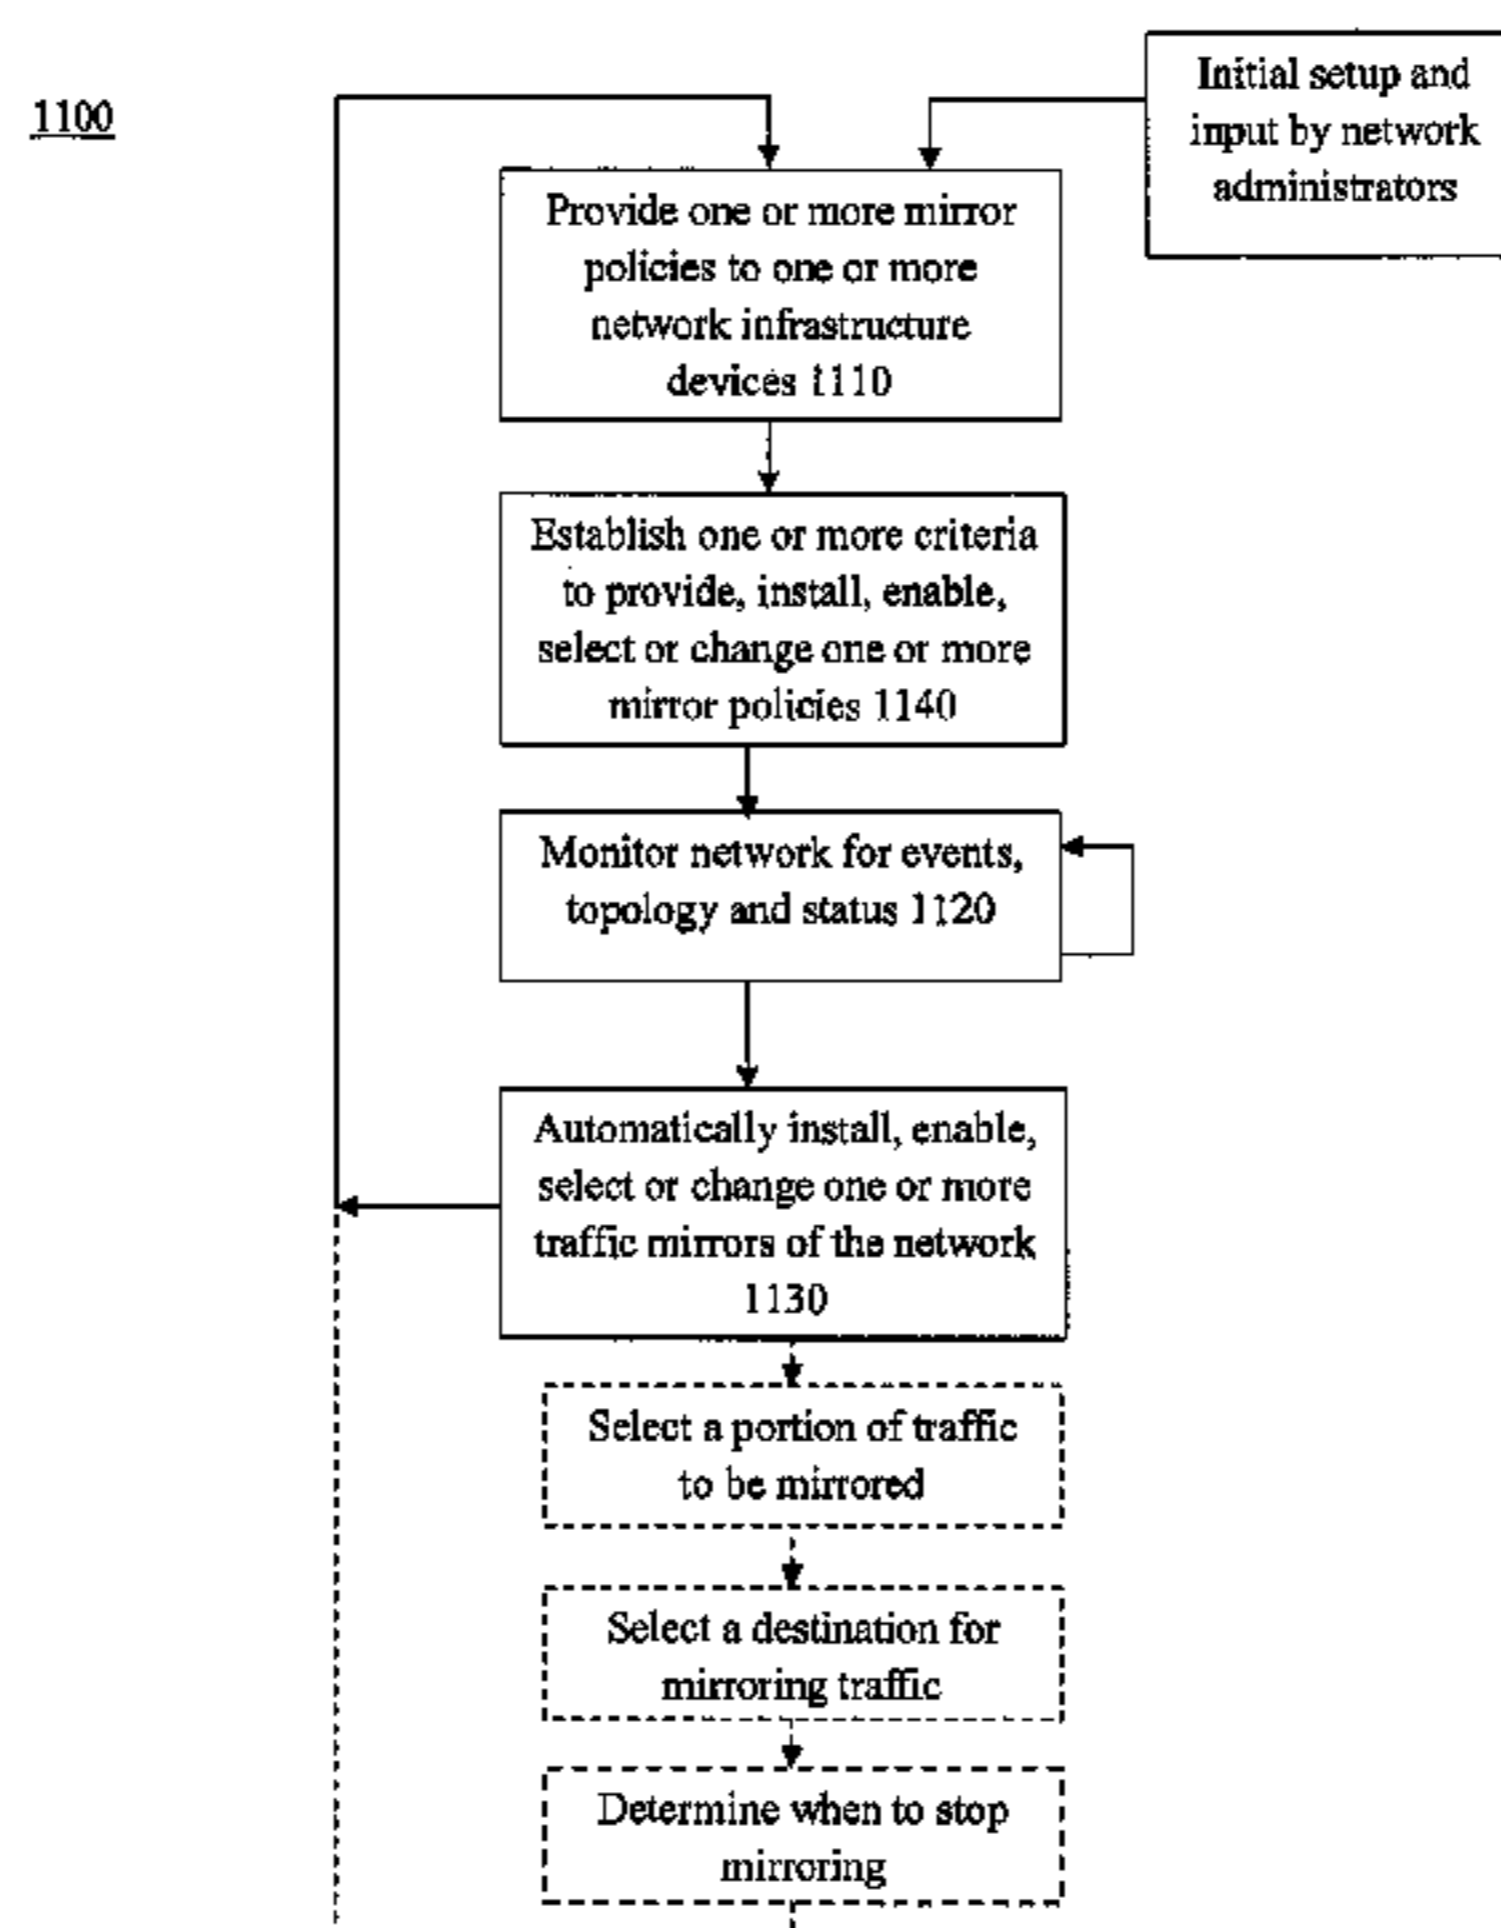 1100
Initial setup and
input by network
administrators
Provide one or more mirror
policies to one or more
network infrastructure
devices 1110
Establish one or more criteria
to provide, install, enable,
select or change one or more
mirror policies 1140
Monitor network for events,
topology and status 1120
Automatically install, enable,
select or change one or more
traffic mirrors of the network
1130
Select a portion of traffic
to be mirrored
Select a destination for
mirroring traffic
Determine when to stop
mirroring